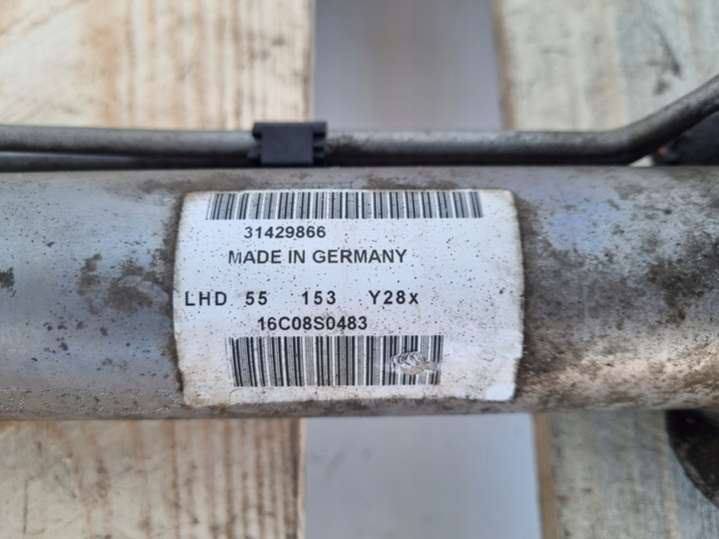 31429866
MADE IN GERMANY
LHD 55 153 Y28x
16C08S0483